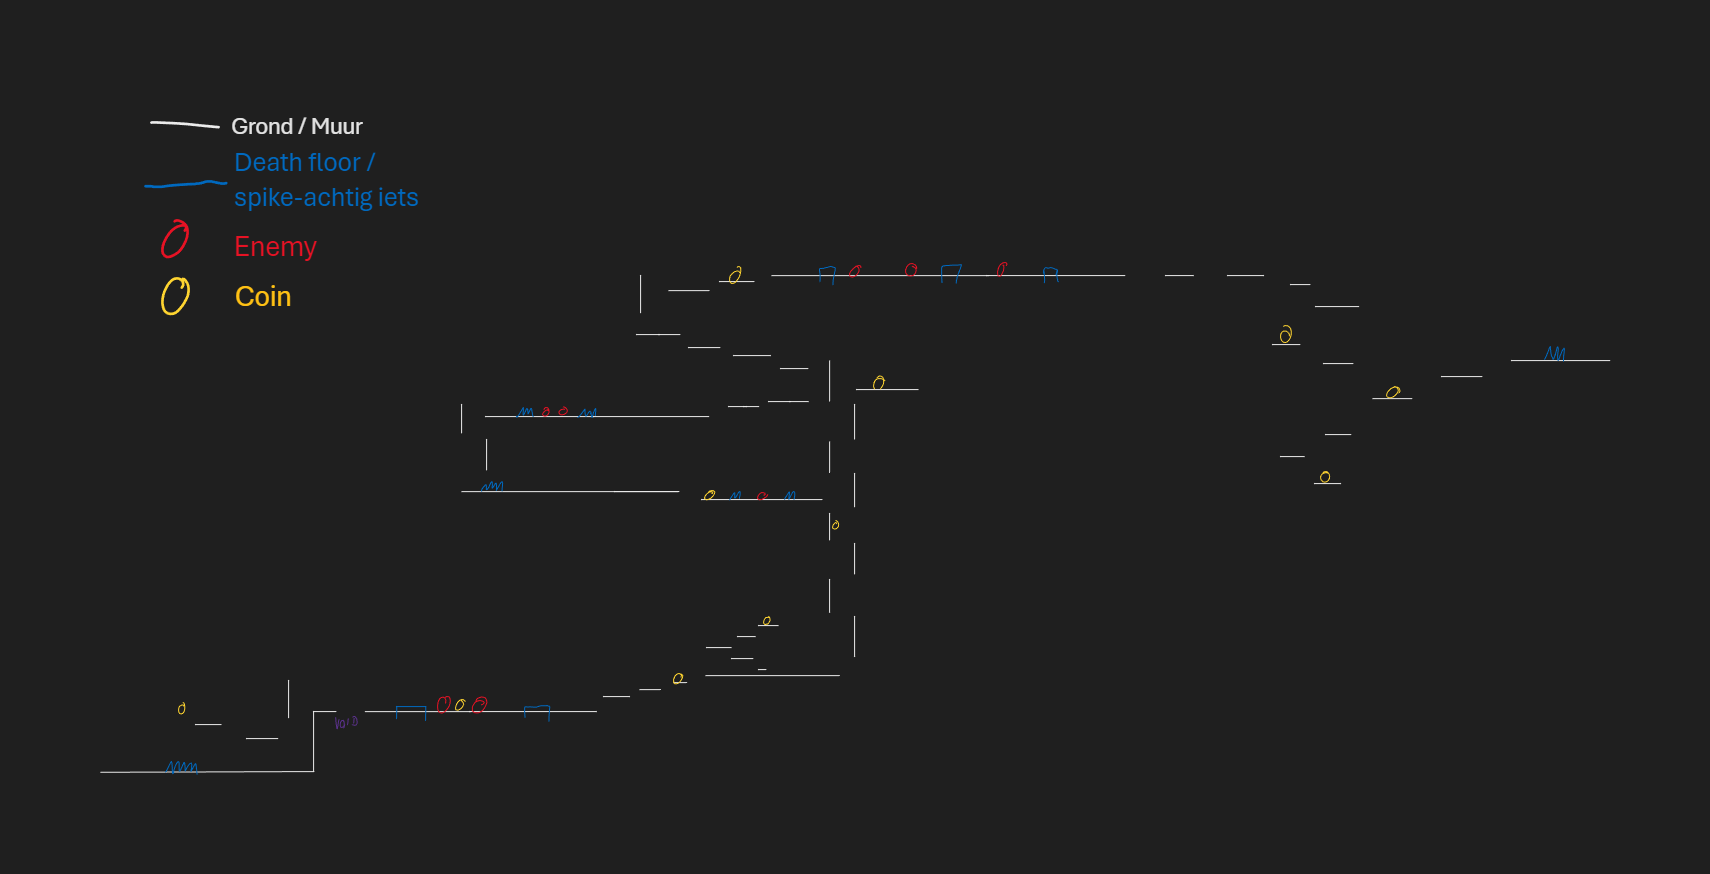 Grond / Muur
Death floor /
spike-achtig iets
Enemy
Coin
VoiD